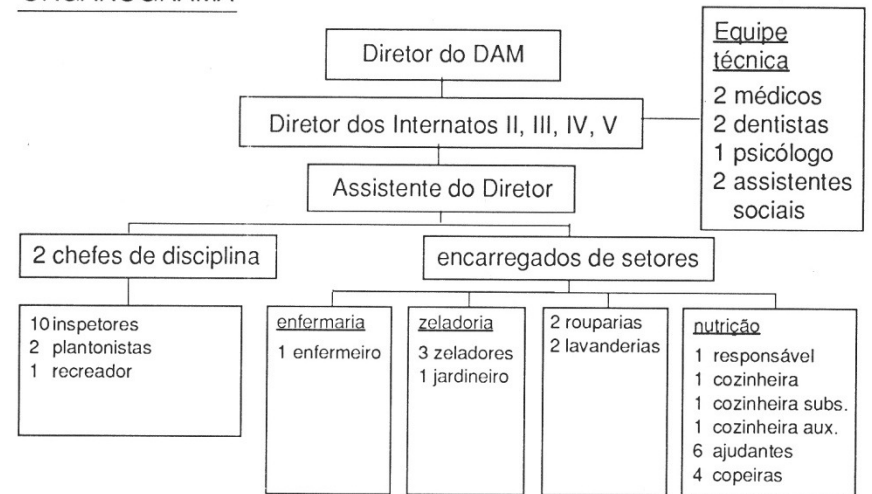 ORGANOGRAMA
Diretor do DAM
Diretor dos Internatos II, III, IV, V
Equipe
técnica
2 médicos
2 dentistas
1 psicólogo
2 assistentes
sociais
Assistente do Diretor
2 chefes de disciplina
encarregados de setores
10 inspetores
2 plantonistas
1 recreador
enfermaria
1 enfermeiro
zeladoria
3 zeladores
1 jardineiro
2 rouparias
2 lavanderias
nutrição
1 responsável
1 cozinheira
1 cozinheira subs.
1 cozinheira aux.
6 ajudantes
4 copeiras